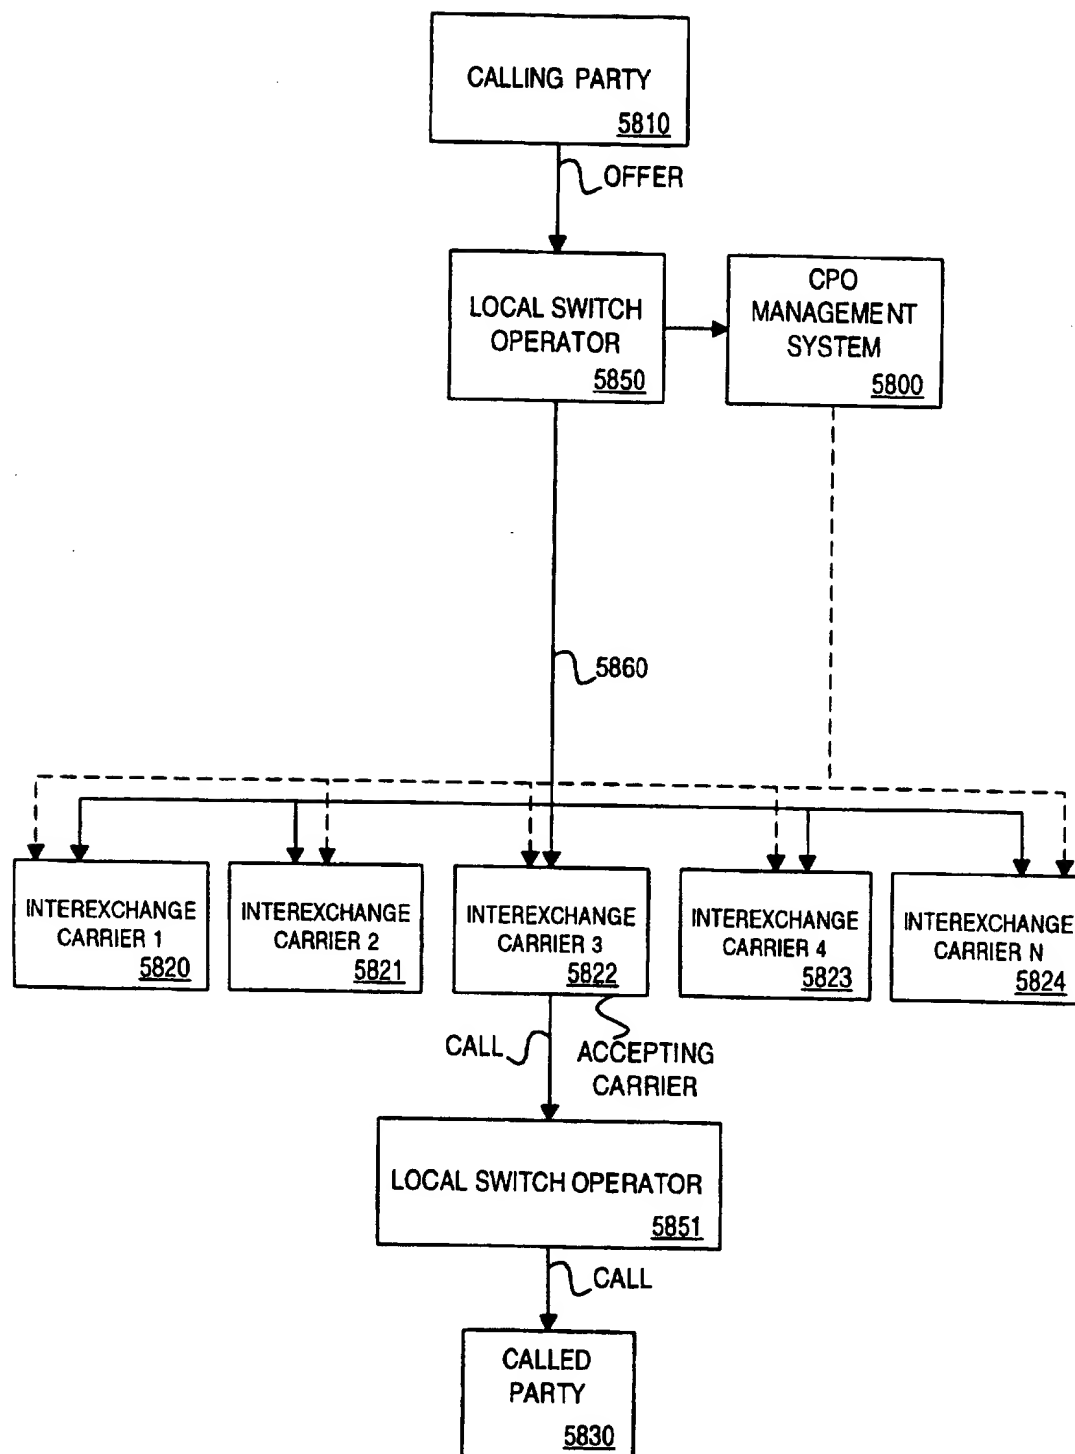 CALLING PARTY
5810
OFFER
LOCAL SWITCH
OPERATOR
5850
CPO
MANAGEMENT
SYSTEM
5800
5860
INTEREXCHANGE
CARRIER 1
5820
INTEREXCHANGE
CARRIER 2
5821
INTEREXCHANGE
CARRIER 3
5822
INTEREXCHANGE
CARRIER 4
5823
INTEREXCHANGE
CARRIER N
5824
CALL
ACCEPTING
CARRIER
LOCAL SWITCH OPERATOR
5851
CALL
CALLED
PARTY
5830